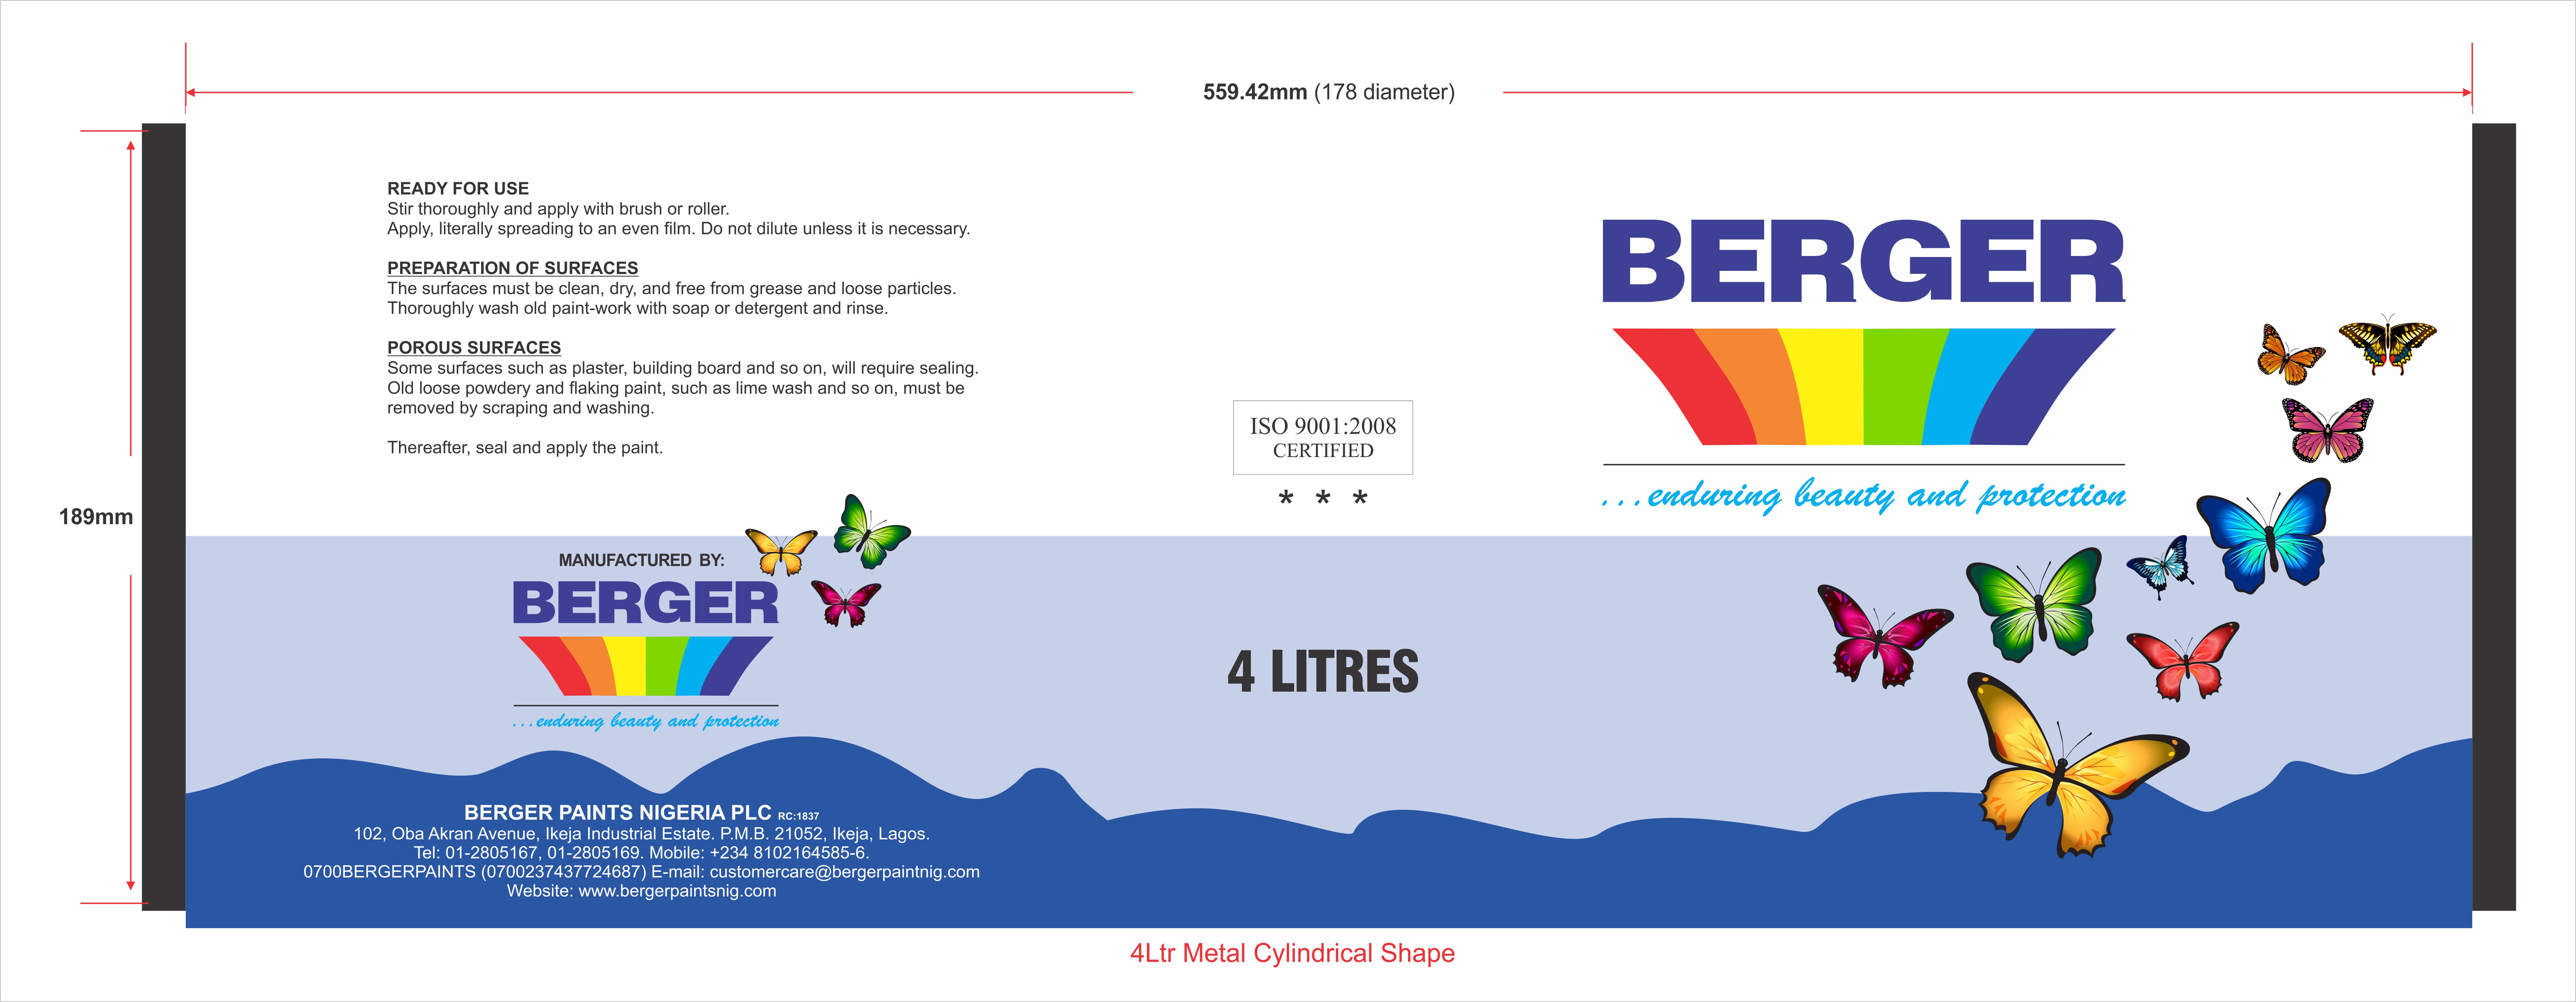 559.42mm (178 diameter)
189mm
READY FOR USE
Stir thoroughly and apply with brush or roller.
Apply, literally spreading to an even film. Do not dilute unless it is necessary.
PREPARATION OF SURFACES
The surfaces must be clean, dry, and free from grease and loose particles.
Thoroughly wash old paint-work with soap or detergent and rinse.
POROUS SURFACES
Some surfaces such as plaster, building board and so on, will require sealing.
Old loose powdery and flaking paint, such as lime wash and so on, must be
removed by scraping and washing.
Thereafter, seal and apply the paint.
MANUFACTURED BY:
BERGER
...enduring beauty and protection
BERGER PAINTS NIGERIA PLC RC:1837
102, Oba Akran Avenue, Ikeja Industrial Estate. P.M.B. 21052, Ikeja, Lagos.
Tel: 01-2805167, 01-2805169. Mobile: +234 8102164585-6.
0700BERGERPAINTS (0700237437724687) E-mail: customercare@bergerpaintnig.com
Website: www.bergerpaintsnig.com
ISO 9001:2008
CERTIFIED
* * *
4 LITRES
BERGER
...enduring beauty and protection
4Ltr Metal Cylindrical Shape